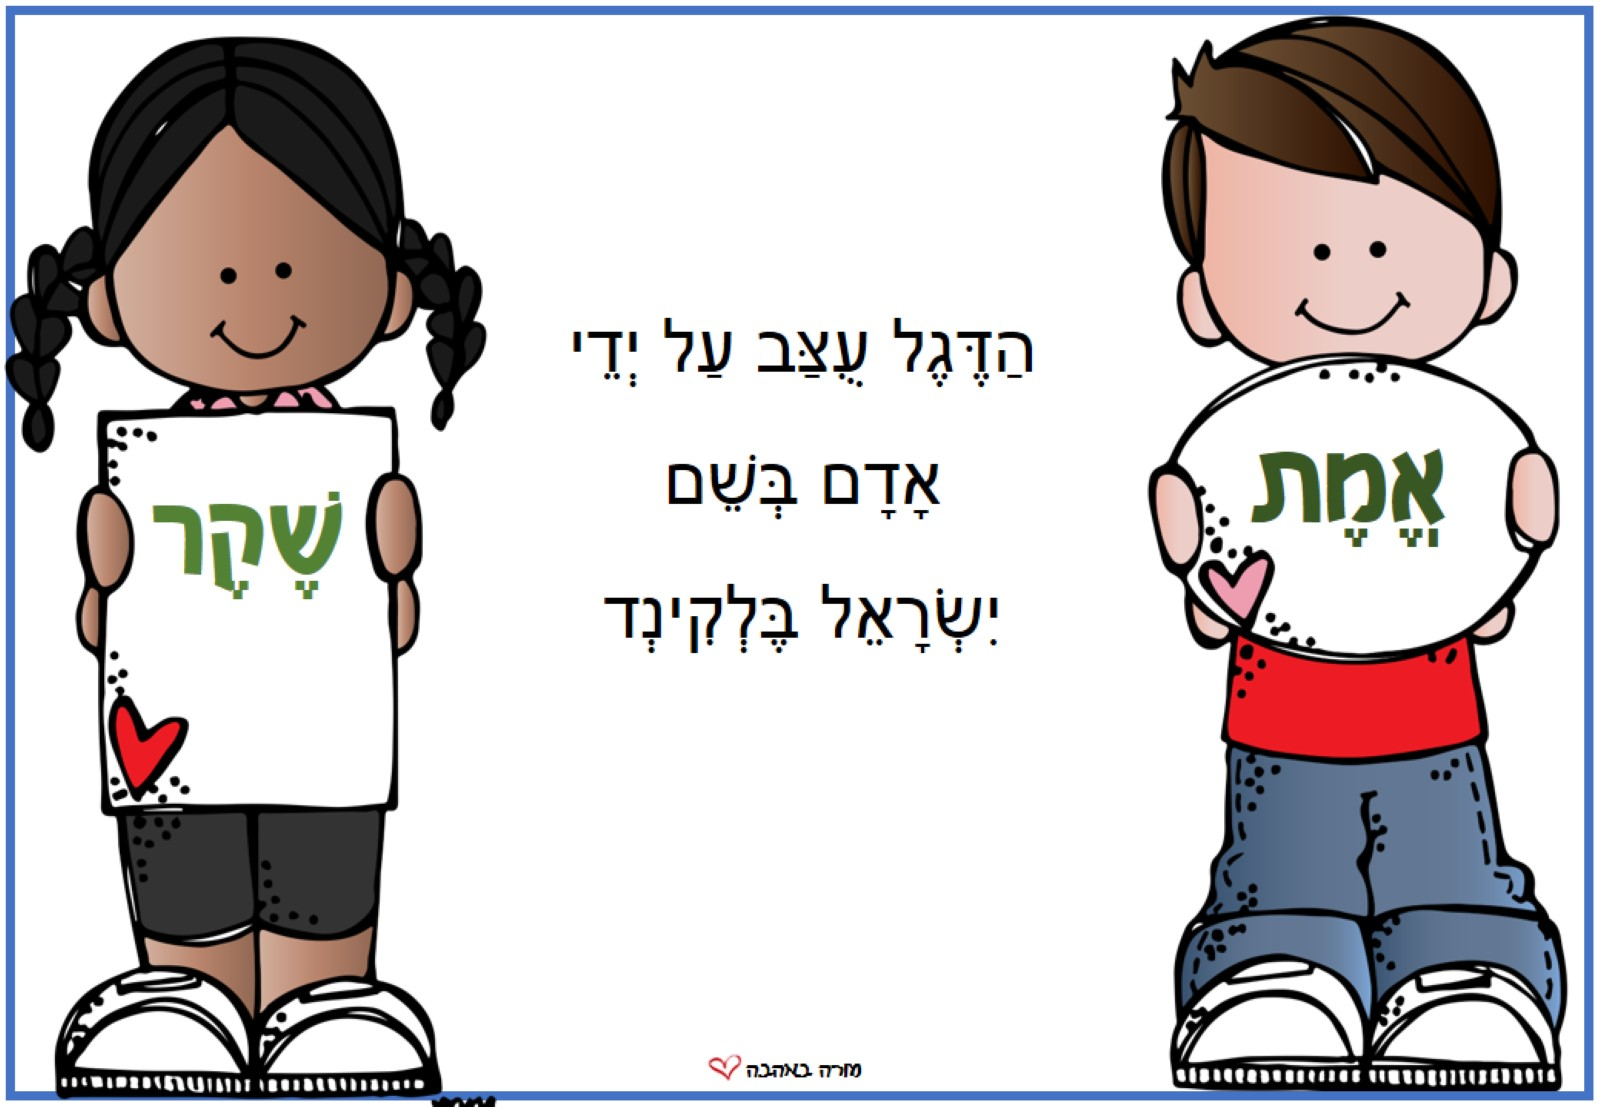 הַדֶּגֶל עֻצַּב עַל יְדֵי
אָדָם בְּשֵׁם
יִשְׂרָאֵל בֶּלְקִינְד
אֱמֶת
שֶׁקֶר
מורה באהבה